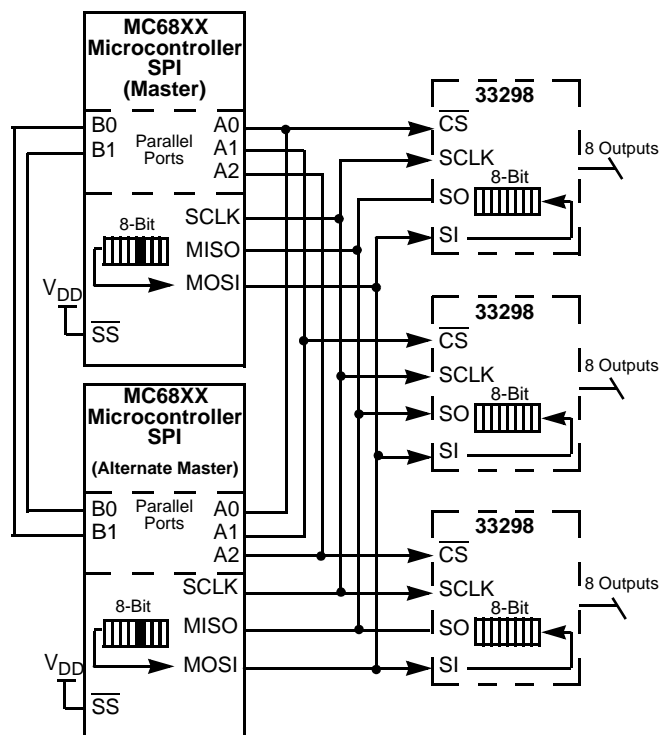 MC68XX
Microcontroller
SPI
(Master)
B0
B1
Parallel
Ports
A0
A1
A2
8-Bit
SCLK
MISO
MOSI
VDD
SS
MC68XX
Microcontroller
SPI
(Alternate Master)
B0
B1
Parallel
Ports
A0
A1
A2
8-Bit
SCLK
MISO
MOSI
VDD
SS
33298
CS
SCLK
SO
8-Bit
SI
8 Outputs
33298
CS
SCLK
SO
8-Bit
SI
8 Outputs
33298
CS
SCLK
SO
8-Bit
SI
8 Outputs